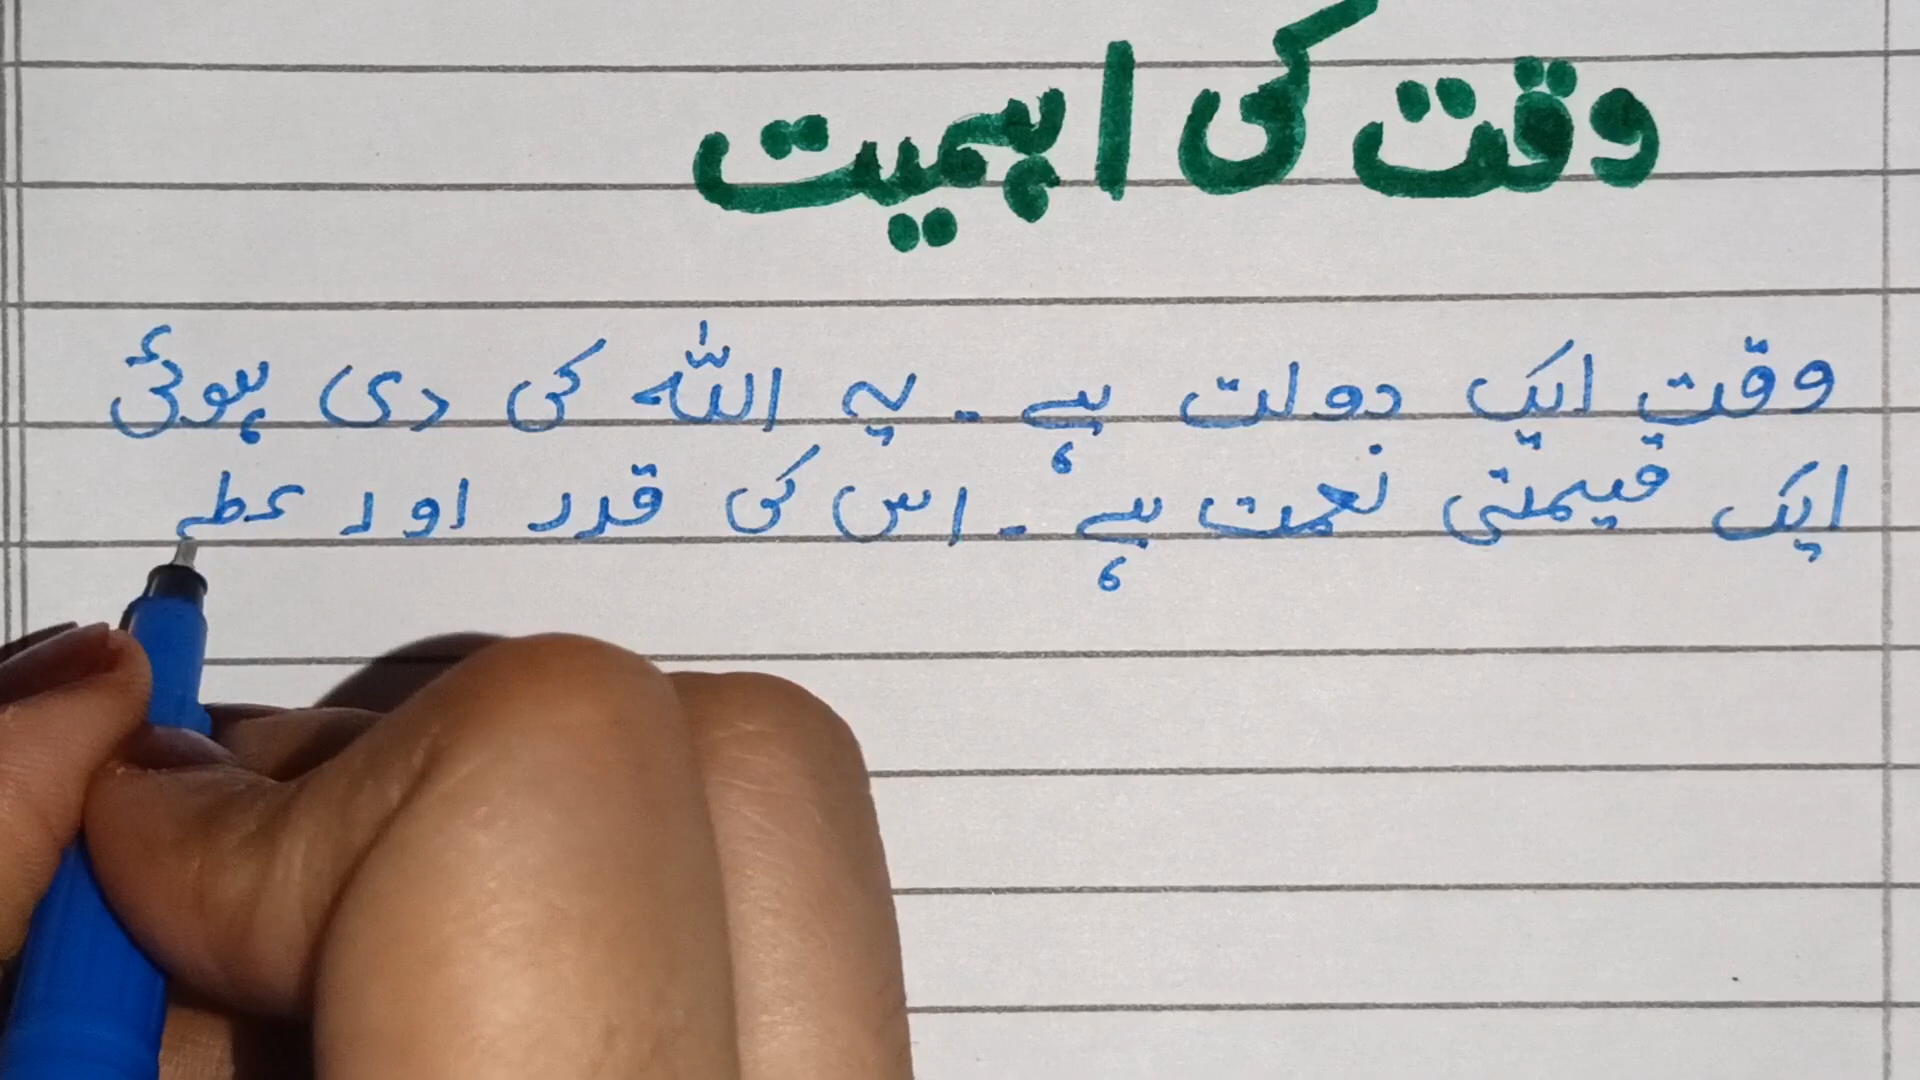 وقت کی اہمیت
وقت ایک دولت ہے۔ یہ اللہ کی دی ہوئی
ایک قیمتی نعمت ہے۔ اس کی قدر اور